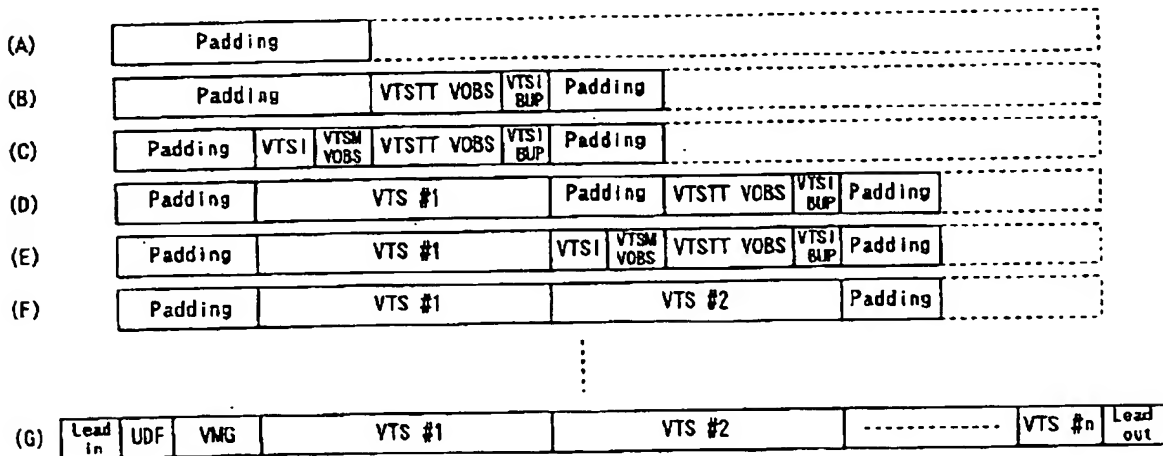 (A) Padding
(B) Padding VTSTT VOBS VTSI BUP Padding
(C) Padding VTSI VTSM VOBS VTSTT VOBS VTSI BUP Padding
(D) Padding VTS #1 Padding VTSTT VOBS VTSI BUP Padding
(E) Padding VTS #1 VTSI VTSM VOBS VTSTT VOBS VTSI BUP Padding
(F) Padding VTS #1 VTS #2 Padding
(G) Lead in UDF VMG VTS #1 VTS #2 VTS #n Lead out